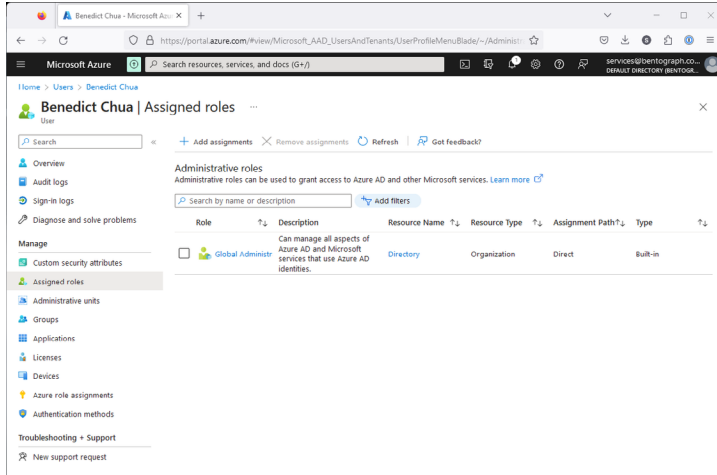 Benedict Chua - Microsoft Azu
https://portal.azure.com/#view/Microsoft_AAD_UsersAndTenants/UserProfileMenuBlade/~/Administr
Microsoft Azure
Search resources, services, and docs (G+/)
services@bentograph.co...
DEFAULT DIRECTORY (BENTOGR...
Home > Users > Benedict Chua
Benedict Chua | Assigned roles ...
User
Search
Overview
Audit logs
Sign-in logs
Diagnose and solve problems
Manage
Custom security attributes
Assigned roles
Administrative units
Groups
Applications
Licenses
Devices
Azure role assignments
Authentication methods
Troubleshooting + Support
New support request
Add assignments Remove assignments Refresh Got feedback?
Administrative roles
Administrative roles can be used to grant access to Azure AD and other Microsoft services. Learn more
Search by name or description Add filters
Role Description Resource Name Resource Type Assignment Path Type
Global Administr Can manage all aspects of Directory Organization Direct Built-in
Azure AD and Microsoft
services that use Azure AD
identities.